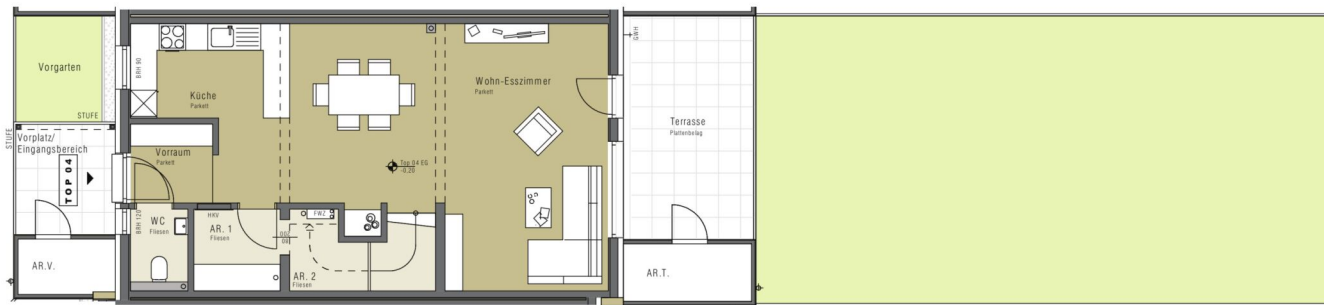 Vorgarten
STUFE
STUFE
Vorplatz/
Eingangsbereich
TOP 04
AR.V.
BRH 90
Küche
Parkett
Vorraum
Parkett
BRH 120
WC
Fliesen
HKV
AR. 1
Fliesen
FWZ
AR. 2
Fliesen
Top 04 EG
-0,20
Wohn-Esszimmer
Parkett
GWH
Terrasse
Plattenbelag
AR.T.